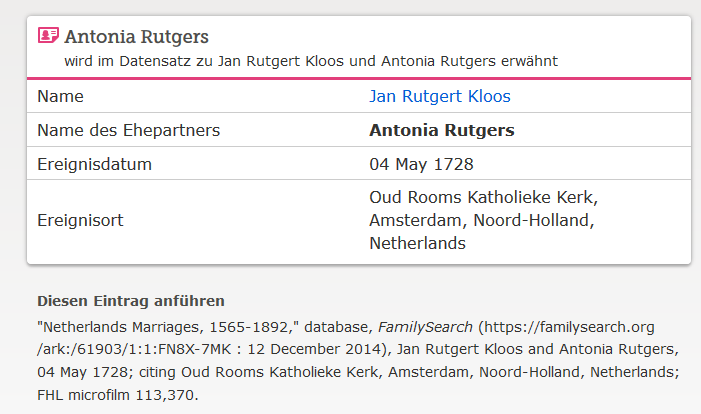 Antonia Rutgers
wird im Datensatz zu Jan Rutgert Kloos und Antonia Rutgers erwähnt
Name Jan Rutgert Kloos
Name des Ehepartners Antonia Rutgers
Ereignisdatum 04 May 1728
Ereignisort Oud Rooms Katholieke Kerk,
Amsterdam, Noord-Holland,
Netherlands
Diesen Eintrag anführen
"Netherlands Marriages, 1565-1892," database, FamilySearch (https://familysearch.org
/ark:/61903/1:1:FN8X-7MK : 12 December 2014), Jan Rutgert Kloos and Antonia Rutgers,
04 May 1728; citing Oud Rooms Katholieke Kerk, Amsterdam, Noord-Holland, Netherlands;
FHL microfilm 113,370.